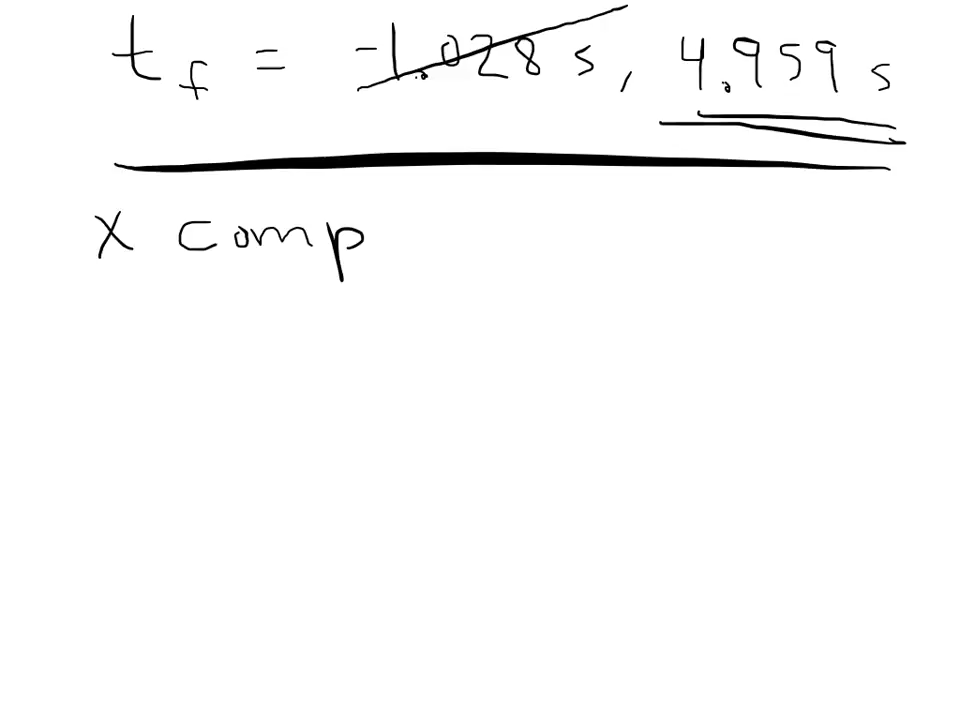 t_f = -1.028 s, 4.959 s
x comp